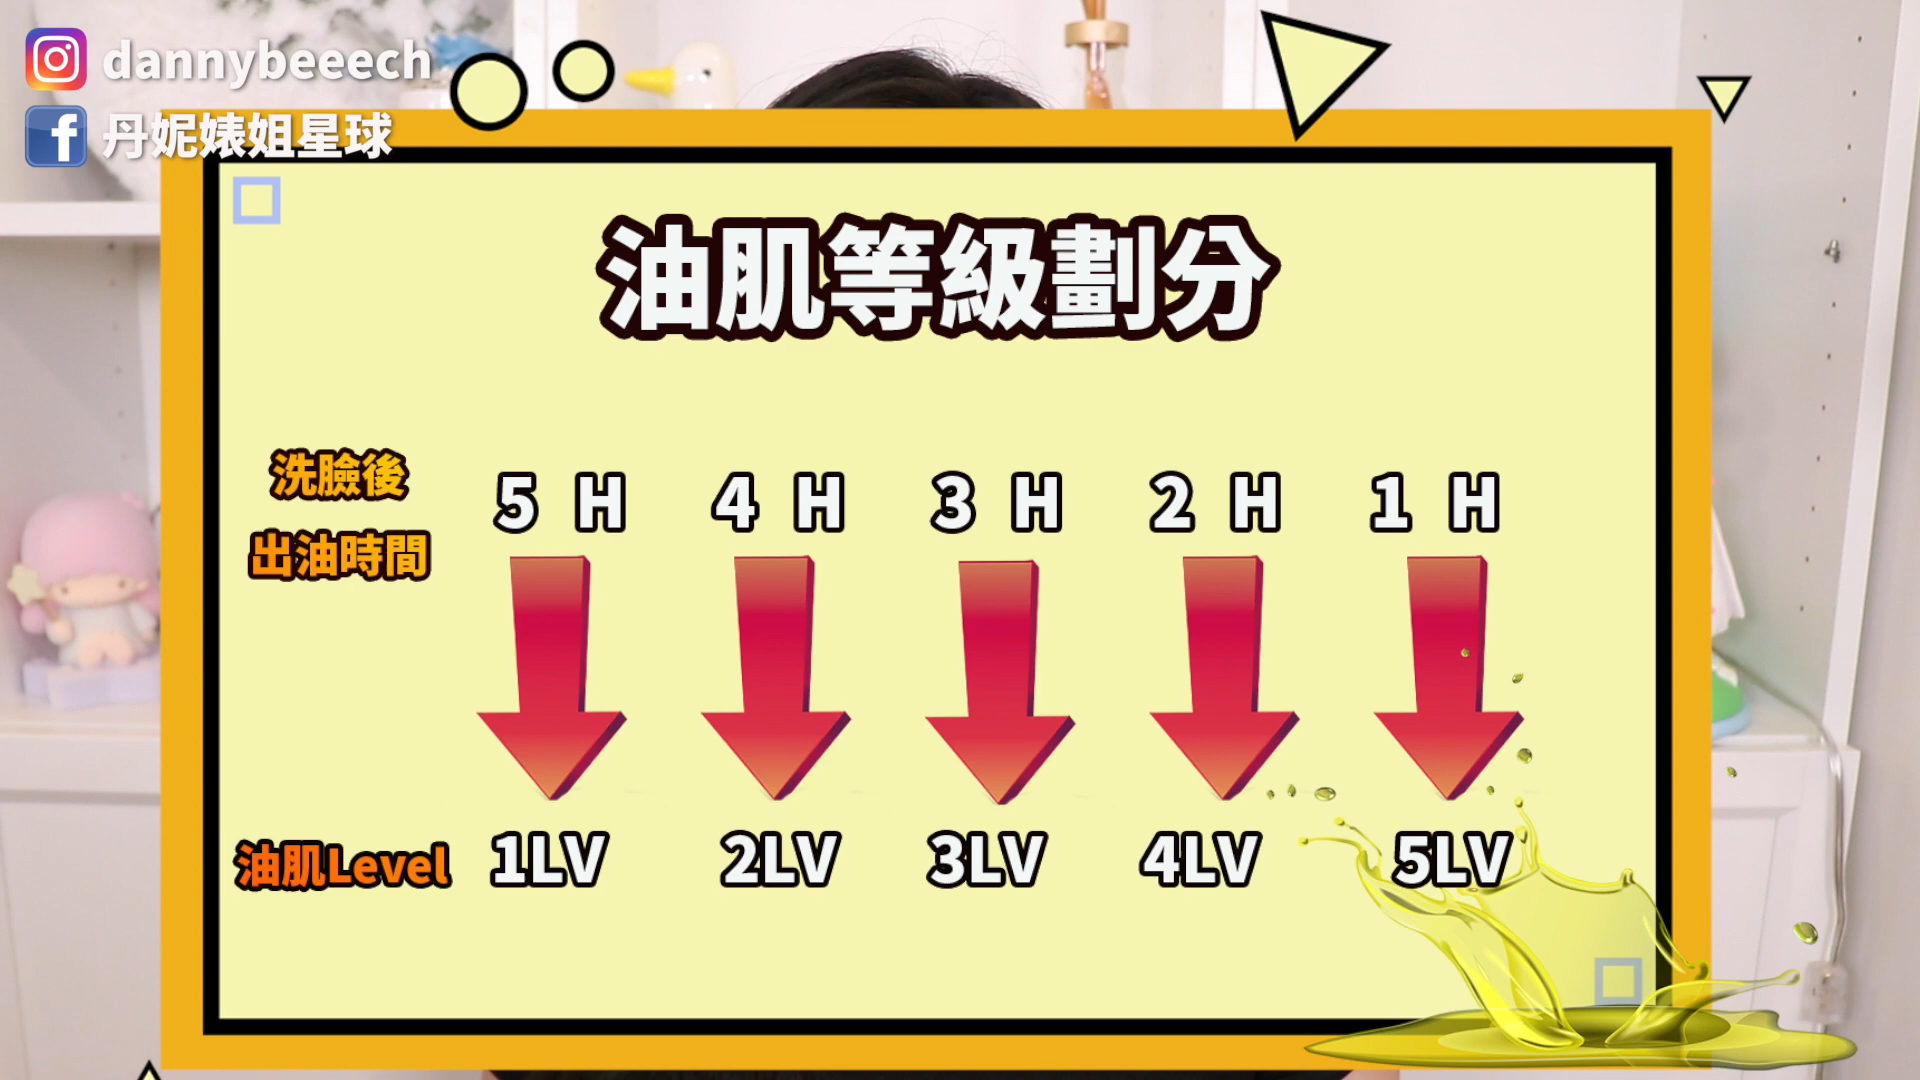 dannybeeech
丹妮婊姐星球
油肌等級劃分
洗臉後
出油時間
5 H 4 H 3 H 2 H 1 H
油肌Level 1LV 2LV 3LV 4LV 5LV